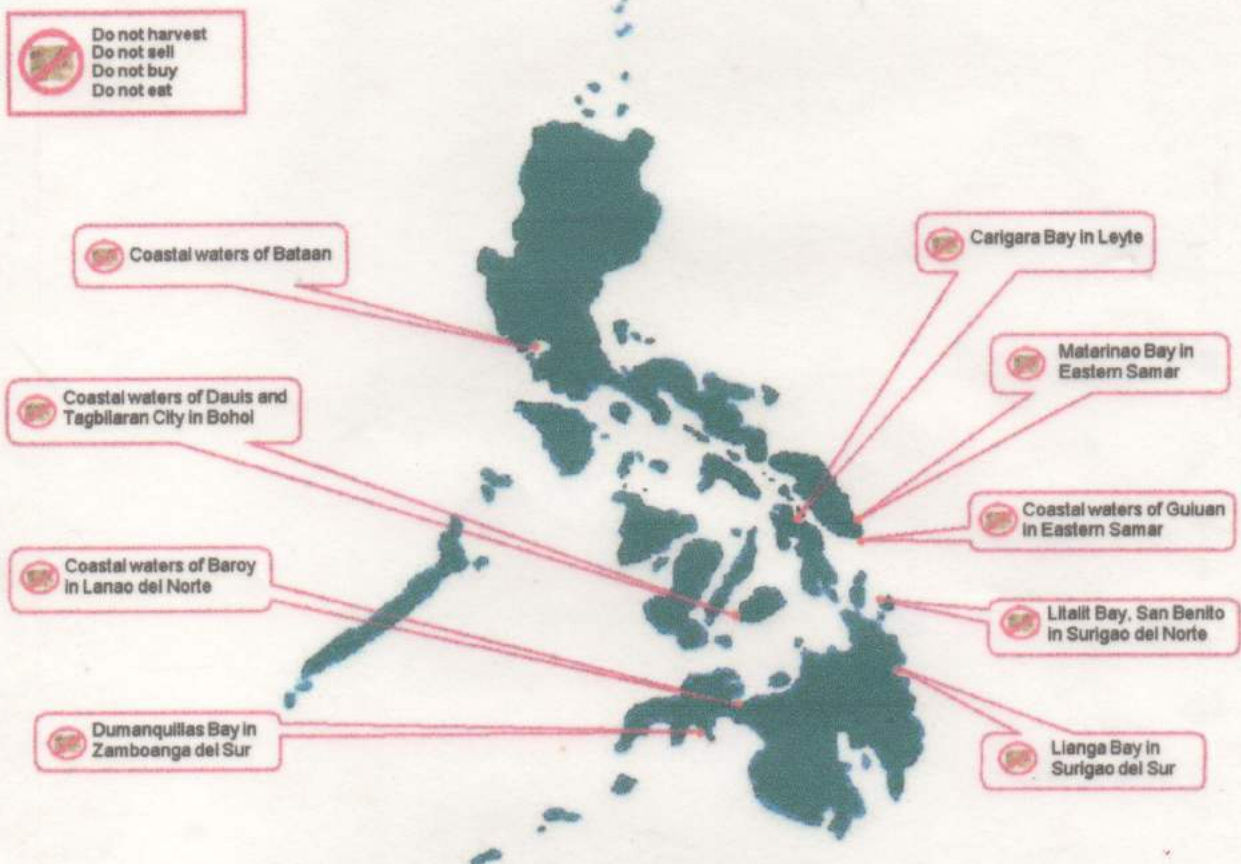 Do not harvest
Do not sell
Do not buy
Do not eat
Coastal waters of Bataan
Carigara Bay in Leyte
Matarinao Bay in
Eastern Samar
Coastal waters of Dauis and
Tagbilaran City in Bohol
Coastal waters of Guiuan
in Eastern Samar
Coastal waters of Baroy
in Lanao del Norte
Litalit Bay, San Benito
in Surigao del Norte
Dumanquillas Bay in
Zamboanga del Sur
Lianga Bay in
Surigao del Sur